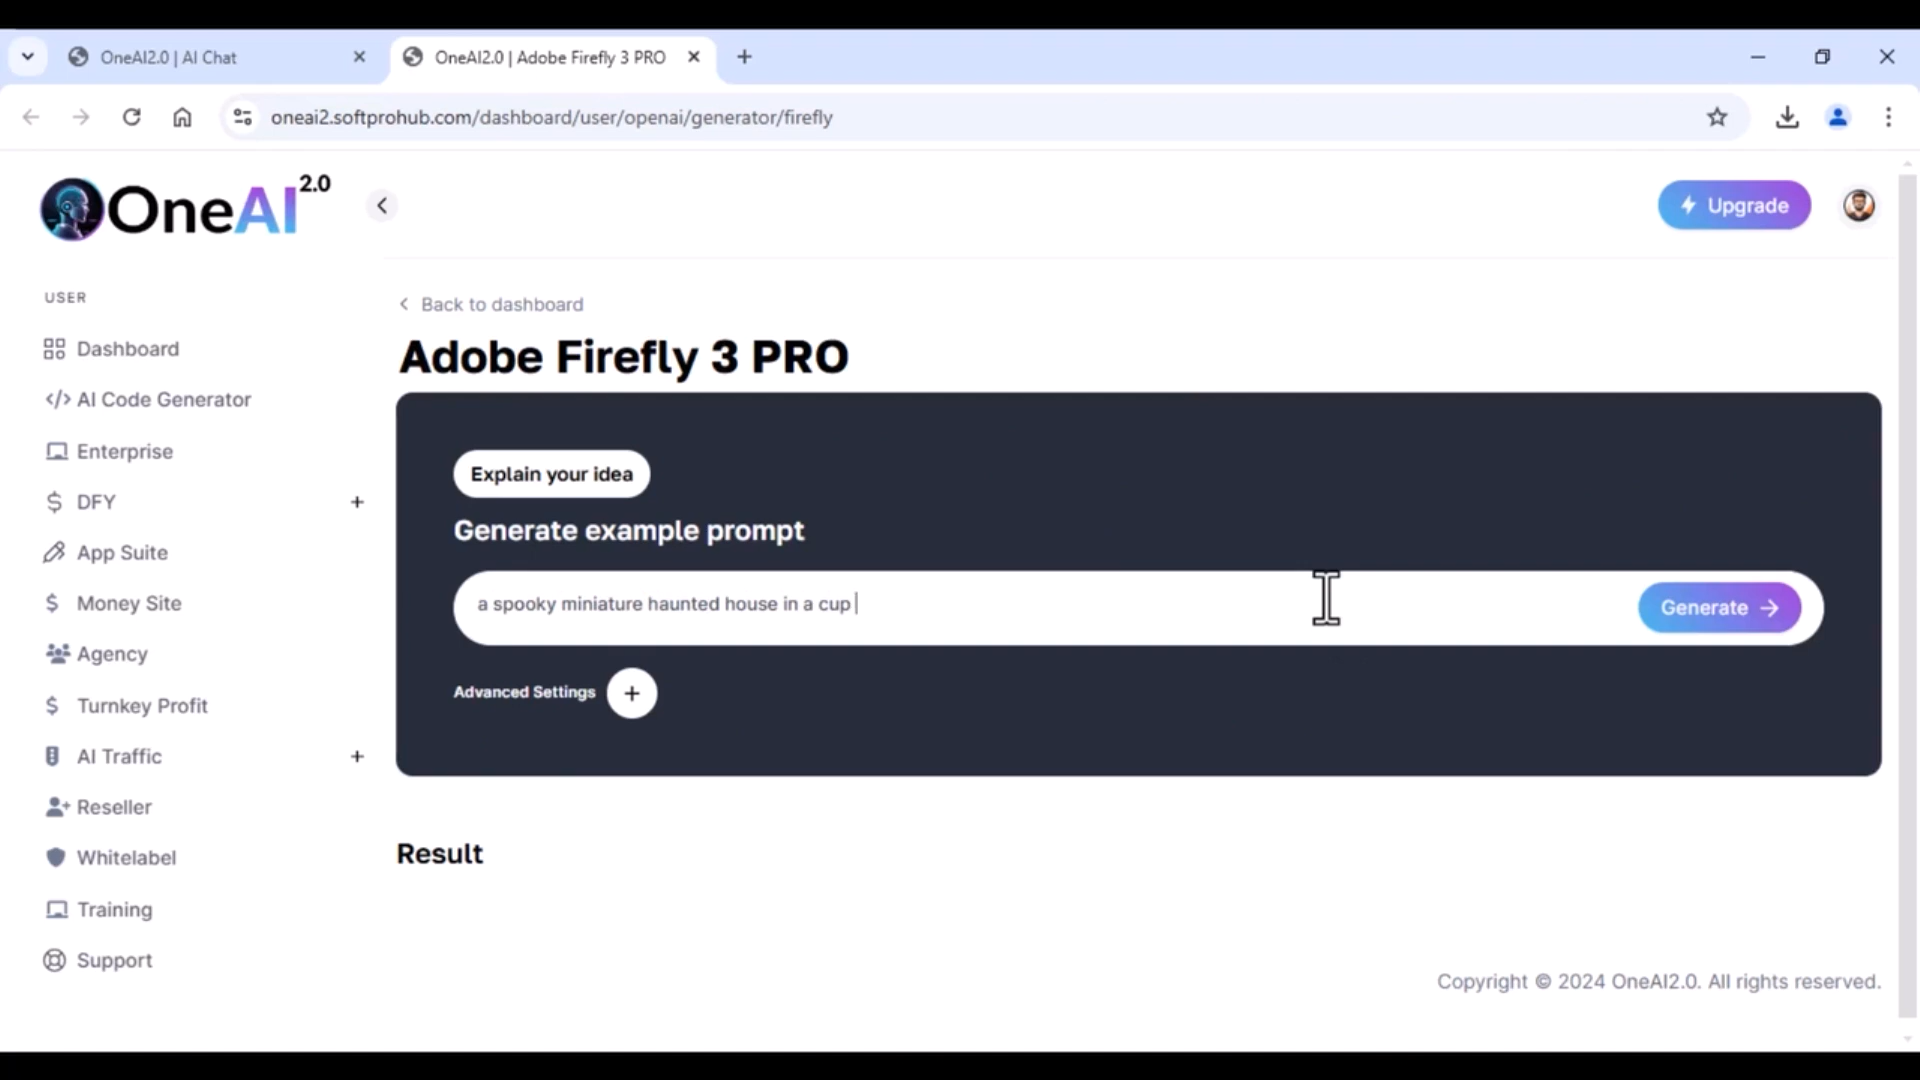 OneAI2.0 | AI Chat
OneAI2.0 | Adobe Firefly 3 PRO
oneai2.softprohub.com/dashboard/user/openai/generator/firefly
OneAI 2.0
Upgrade
USER
Dashboard
</> AI Code Generator
Enterprise
$ DFY +
App Suite
$ Money Site
Agency
$ Turnkey Profit
AI Traffic +
Reseller
Whitelabel
Training
Support
Back to dashboard
Adobe Firefly 3 PRO
Explain your idea
Generate example prompt
a spooky miniature haunted house in a cup
Generate
Advanced Settings +
Result
Copyright © 2024 OneAI2.0. All rights reserved.